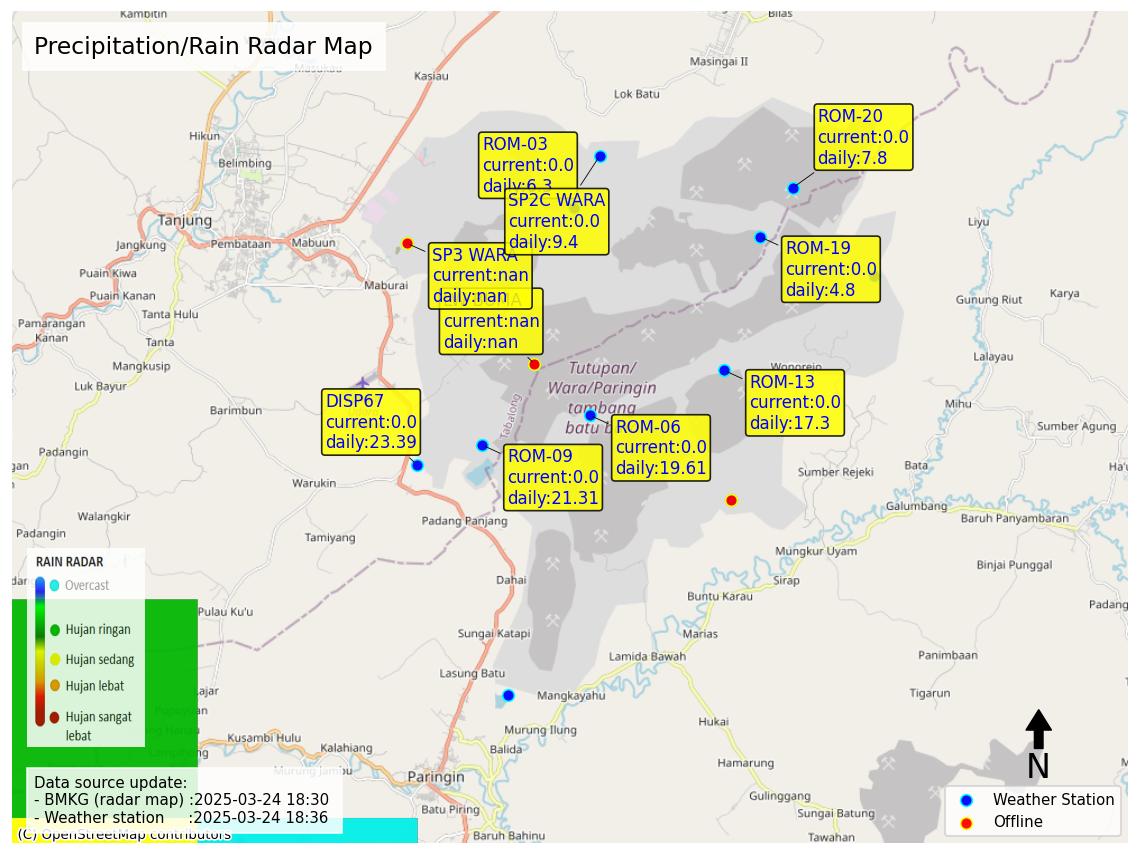 Kambitin
Bilas
Precipitation/Rain Radar Map
Masukau
Kasiau
Masingai II
Lok Batu
ROM-20
current:0.0
daily:7.8
Hikun
ROM-03
current:0.0
daily:6.3
Belimbing
SP2C WARA
current:0.0
daily:9.4
Tanjung
Liyu
Jangkung
Pembataan
Mabuun
ROM-19
current:0.0
daily:4.8
SP3 WARA
current:nan
daily:nan
Puain Kiwa
Maburai
Puain Kanan
Gunung Riut
Karya
Tanta Hulu
current:nan
daily:nan
Pamarangan
Kanan
Tanta
Lalayau
Mangkusip
Wonorejo
Tutupan/
Wara/Paringin
tambang
batu b
Luk Bayur
ROM-13
current:0.0
daily:17.3
DISP67
current:0.0
daily:23.39
Barimbun
Tabalong
Mihu
ROM-06
current:0.0
daily:19.61
Sumber Agung
ROM-09
current:0.0
daily:21.31
Padangin
Bata
Sumber Rejeki
Warukin
Galumbang
Walangkir
Padang Panjang
Baruh Panyambaran
Padangin
Tamiyang
Mungkur Uyam
Binjai Punggal
RAIN RADAR
Overcast
Hujan ringan
Hujan sedang
Hujan lebat
Hujan sangat
lebat
Dahai
Sirap
Buntu Karau
Padang
Pulau Ku'u
Sungai Katapi
Marias
Lamida Bawah
Panimbaan
Lasung Batu
Mangkayahu
Tigarun
Murung Ilung
Hukai
Kusambi Hulu
Kalahiang
Balida
Hamarung
N
Murung Jambu
Paringin
Data source update:
- BMKG (radar map) :2025-03-24 18:30
- Weather station :2025-03-24 18:36
Gulinggang
Weather Station
Offline
Batu Piring
Sungai Batung
(C) OpenStreetMap contributors
Baruh Bahinu
Tawahan